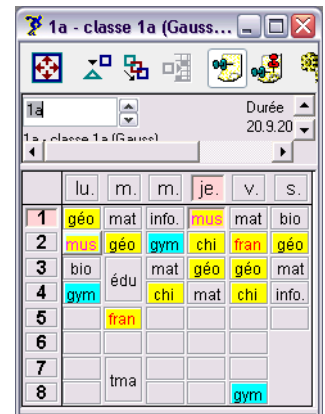 1a - classe 1a (Gauss...
1a
Durée
1a - classe 1a (Gauss)
20.9.20
lu. m. m. je. v. s.
1 géo mat info. mus mat bio
2 mus géo gym chi fran géo
3 bio édu mat géo géo mat
4 gym chi mat chi info.
5 fran
6
7 tma
8 gym